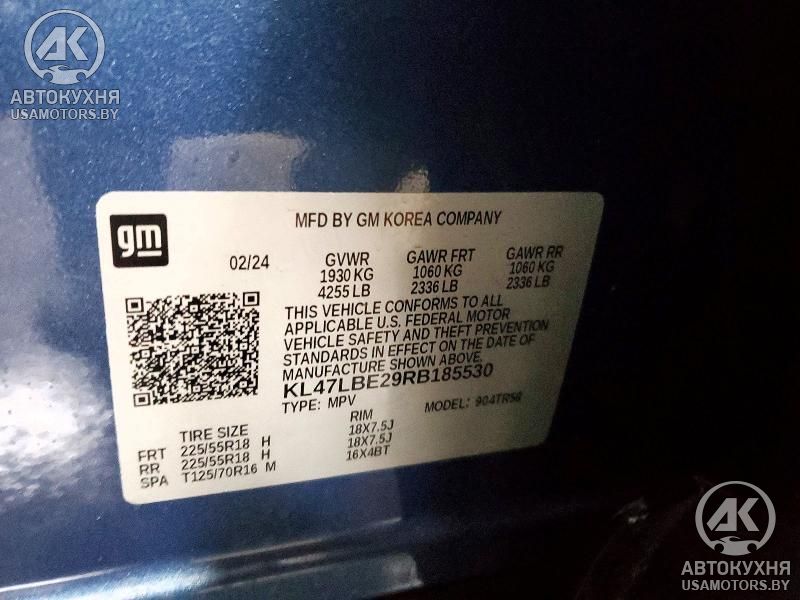 АК
АВТОКУХНЯ
USAMOTORS.BY
gm
MFD BY GM KOREA COMPANY
02/24
GVWR GAWR FRT GAWR RR
1930 KG 1060 KG 1060 KG
4255 LB 2336 LB 2336 LB
THIS VEHICLE CONFORMS TO ALL
APPLICABLE U.S. FEDERAL MOTOR
VEHICLE SAFETY AND THEFT PREVENTION
STANDARDS IN EFFECT ON THE DATE OF
MANUFACTURE SHOWN ABOVE.
KL47LBE29RB185530
TYPE: MPV MODEL: 9O4TR58
TIRE SIZE RIM
FRT 225/55R18 H 18X7.5J
RR 225/55R18 H 18X7.5J
SPA T125/70R16 M 16X4BT
АК
АВТОКУХНЯ
USAMOTORS.BY